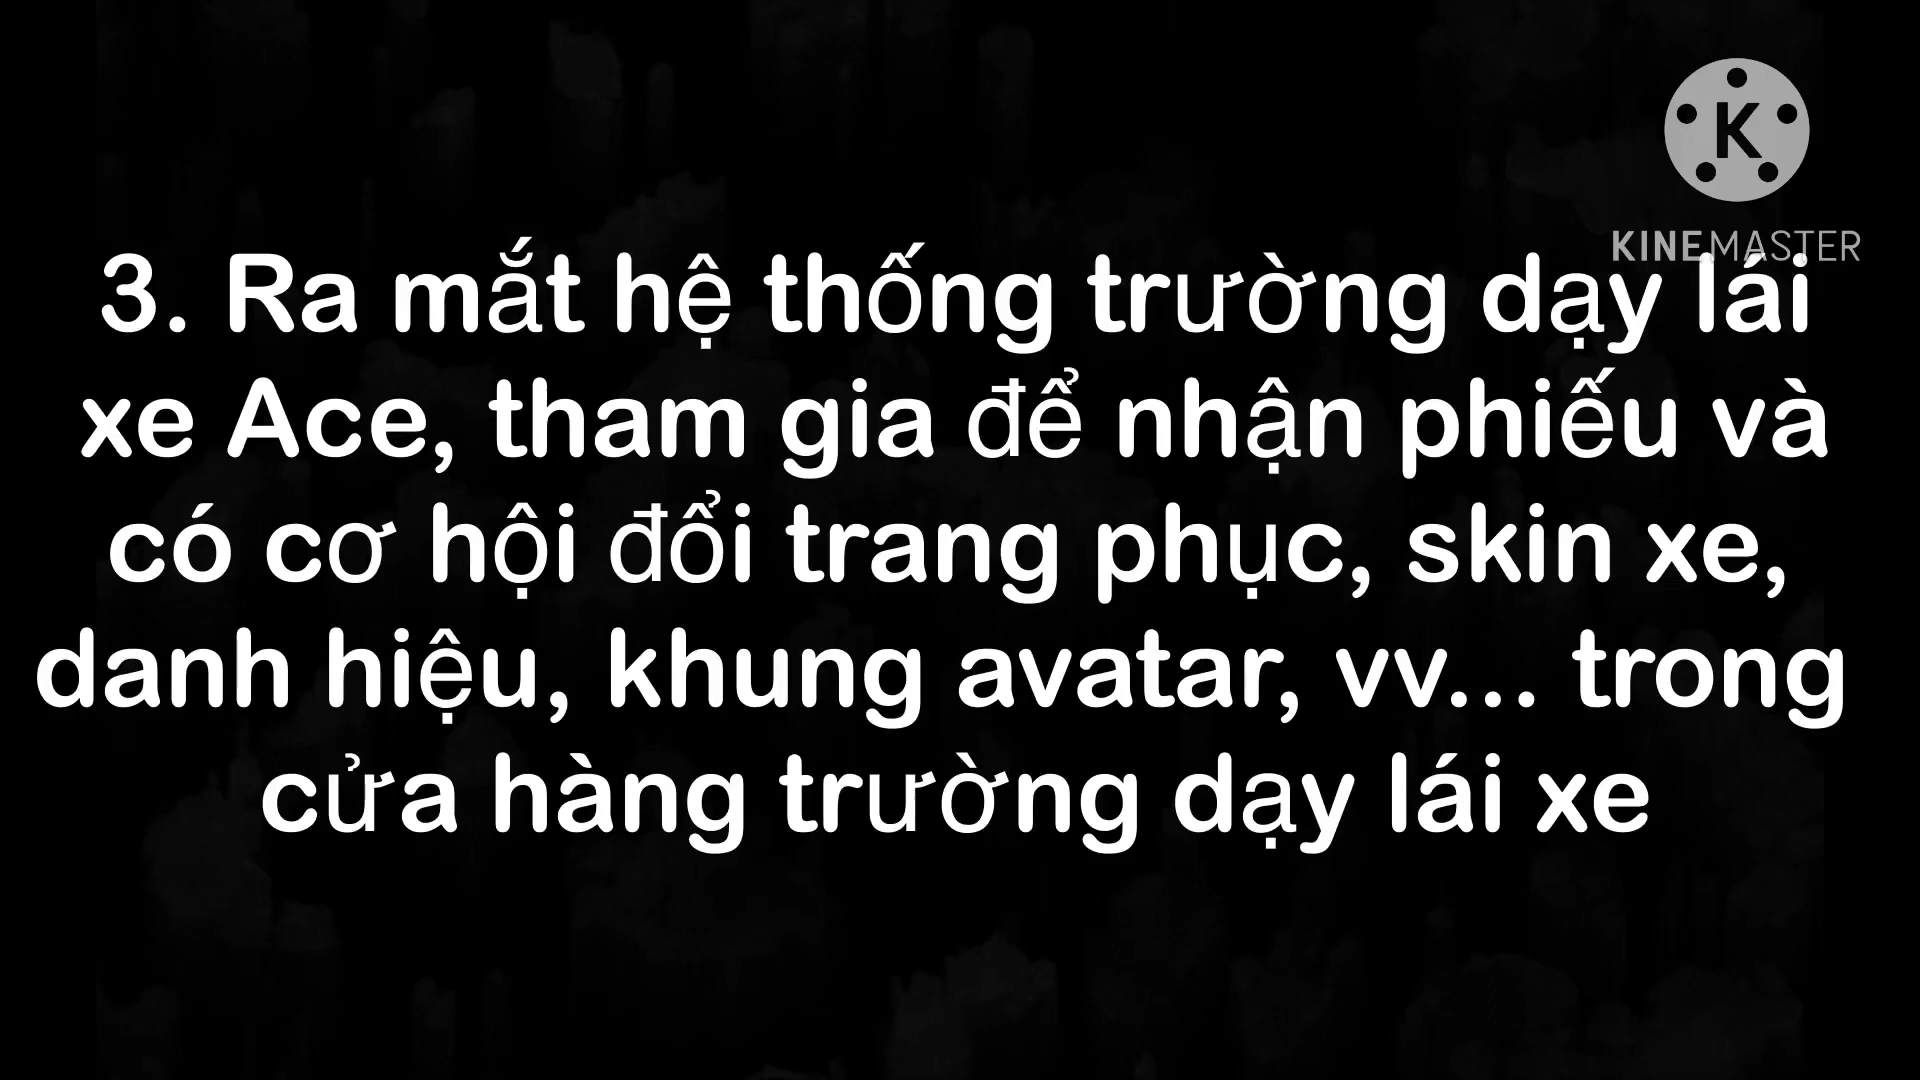 K
KINEMASTER
3. Ra mắt hệ thống trường dạy lái
xe Ace, tham gia để nhận phiếu và
có cơ hội đổi trang phục, skin xe,
danh hiệu, khung avatar, vv... trong
cửa hàng trường dạy lái xe